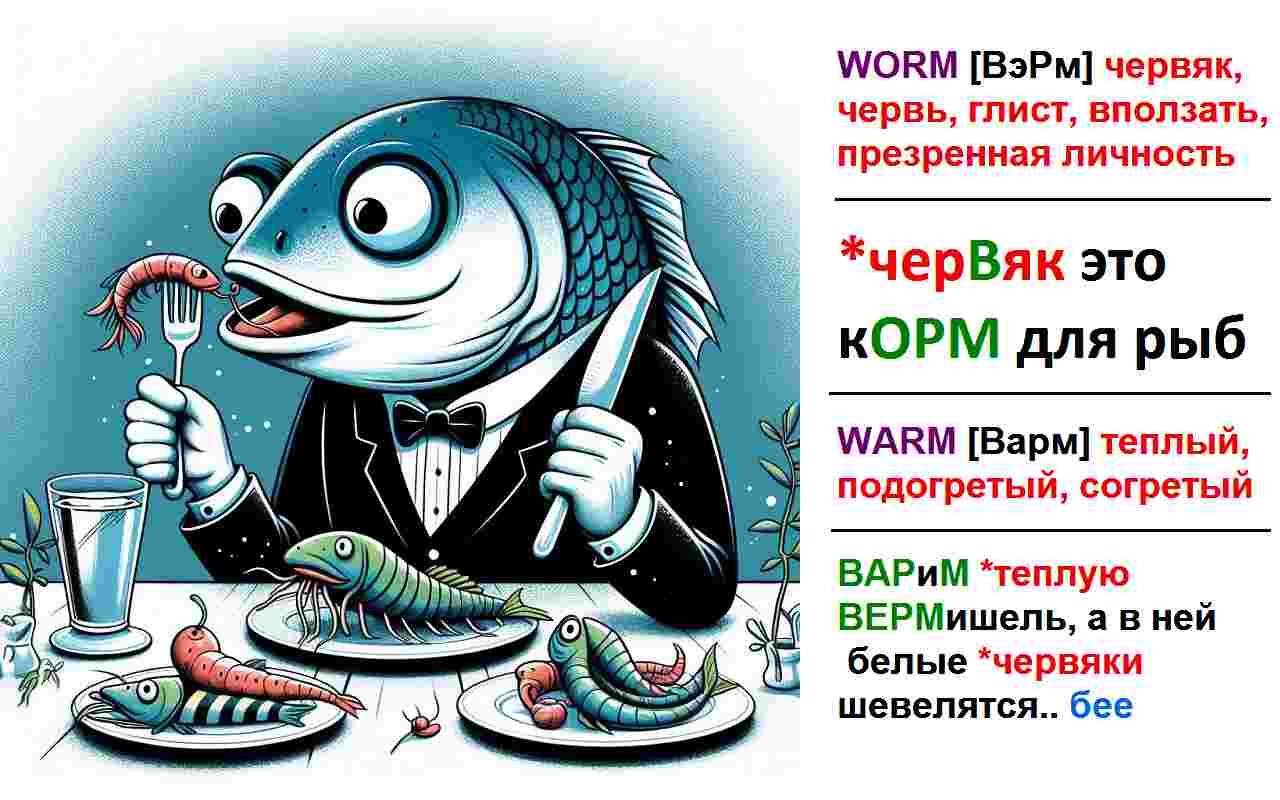 WORM [ВэРм] червяк,
червь, глист, вползать,
презренная личность
*черВяк это
кОРМ для рыб
WARM [Варм] теплый,
подогретый, согретый
ВАРиМ *теплую
ВЕРМишель, а в ней
белые *червяки
шевелятся.. бее